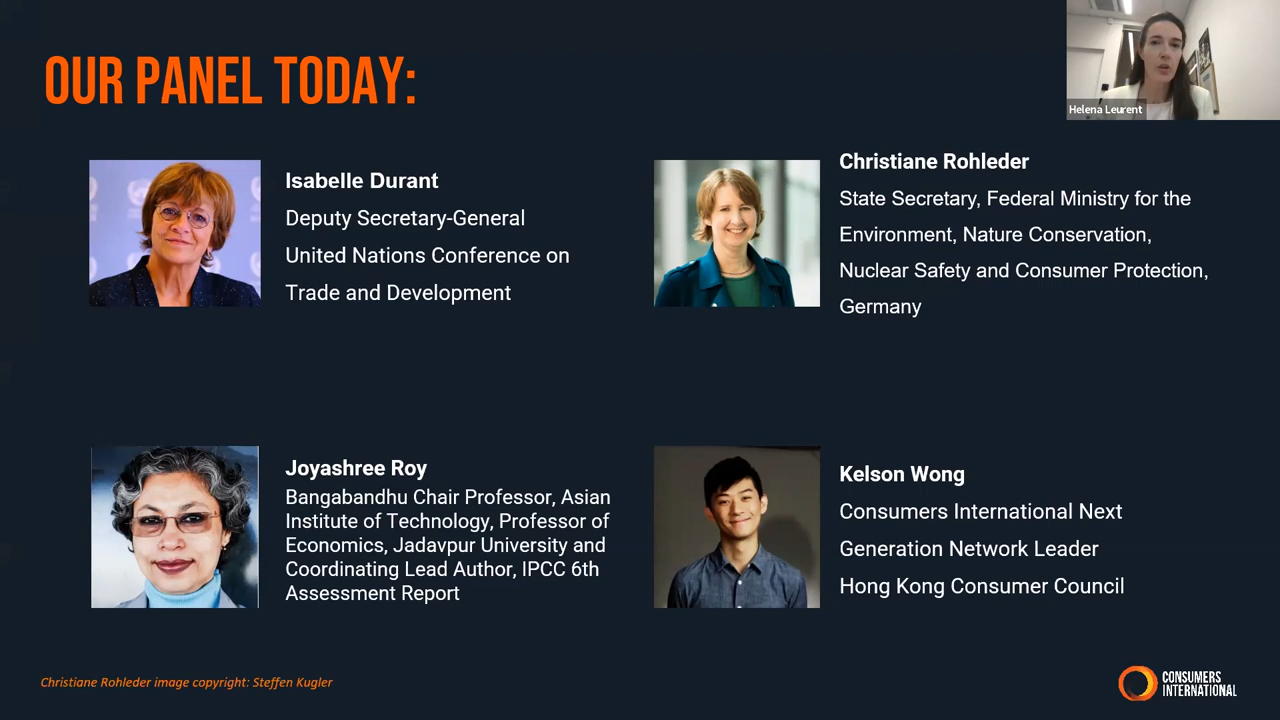 OUR PANEL TODAY:
Helena Leurent
Isabelle Durant
Deputy Secretary-General
United Nations Conference on
Trade and Development
Christiane Rohleder
State Secretary, Federal Ministry for the
Environment, Nature Conservation,
Nuclear Safety and Consumer Protection,
Germany
Joyashree Roy
Bangabandhu Chair Professor, Asian
Institute of Technology, Professor of
Economics, Jadavpur University and
Coordinating Lead Author, IPCC 6th
Assessment Report
Kelson Wong
Consumers International Next
Generation Network Leader
Hong Kong Consumer Council
Christiane Rohleder image copyright: Steffen Kugler
CONSUMERS
INTERNATIONAL